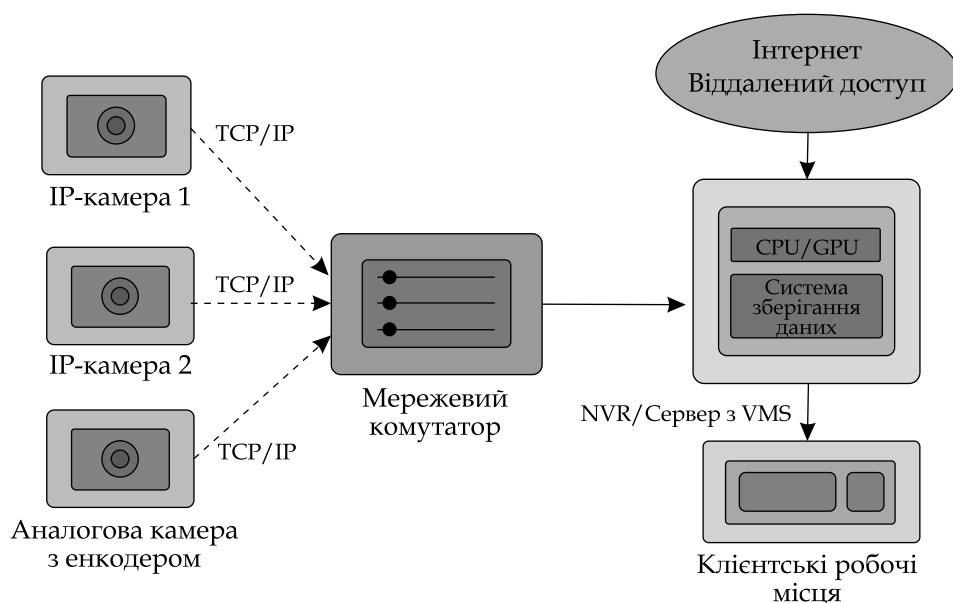 Інтернет
Віддалений доступ
TCP/IP
IP-камера 1
TCP/IP
IP-камера 2
TCP/IP
Аналогова камера
з енкодером
Мережевий
комутатор
CPU/GPU
Система
зберігання
даних
NVR/Сервер з VMS
Клієнтські робочі
місця